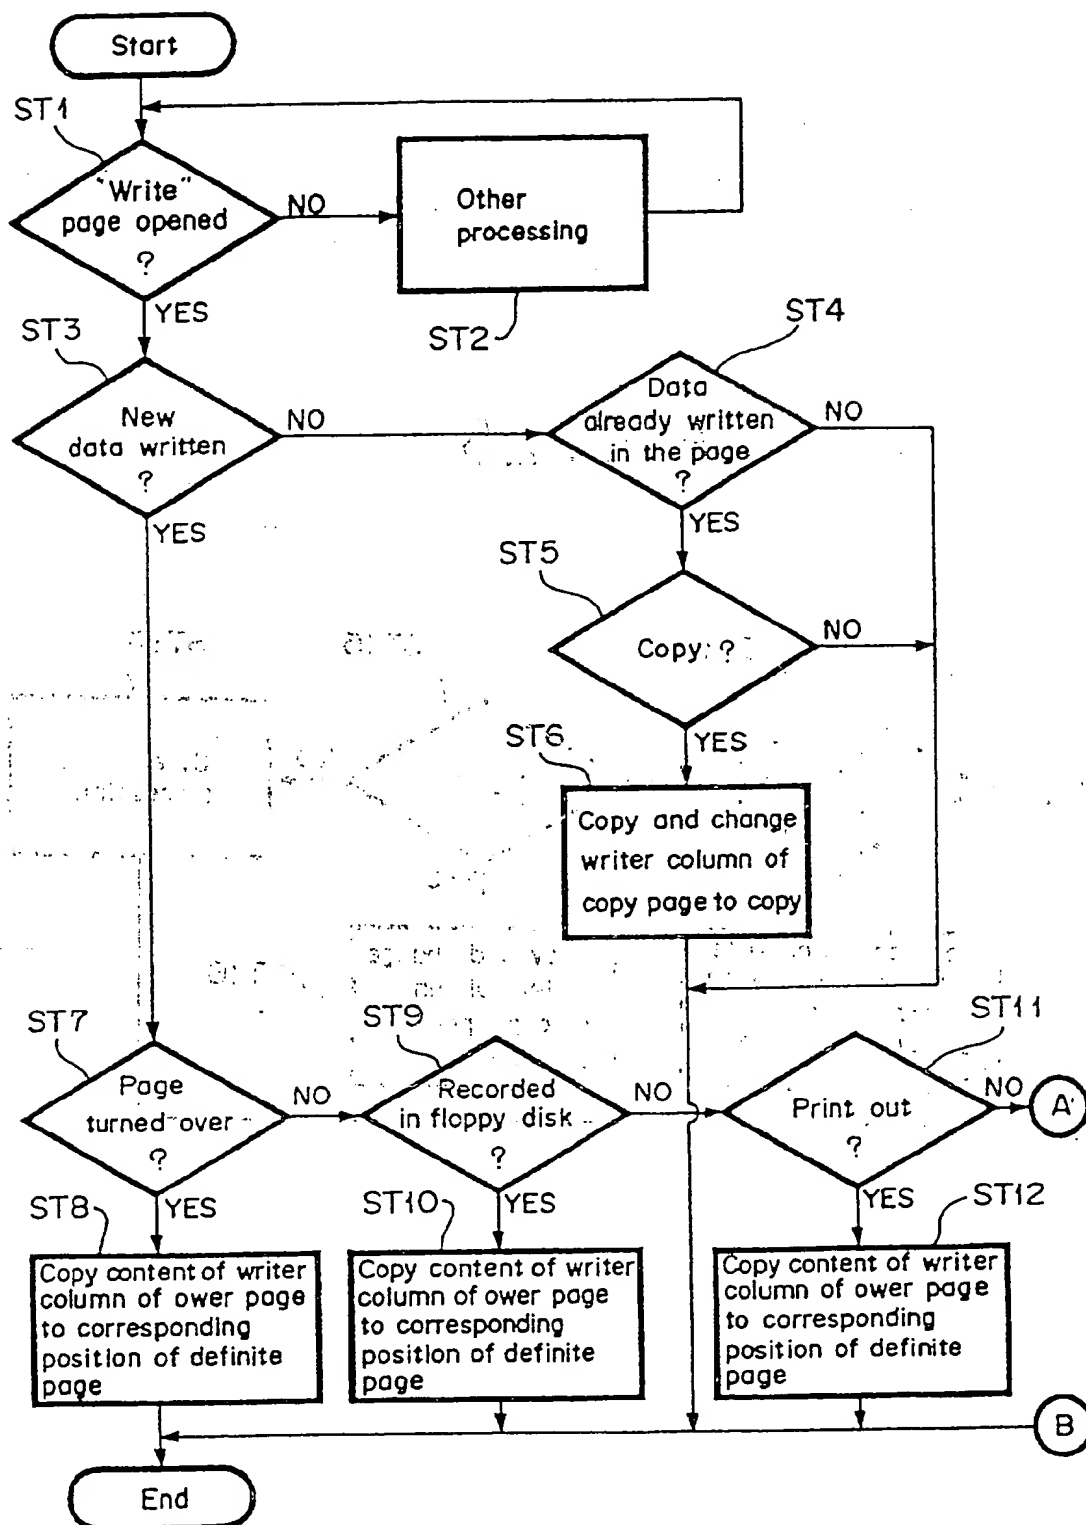 Start
ST1
"Write"
page opened
?
NO
Other
processing
ST2
YES
ST3
New
data written
?
NO
ST4
Data
already written
in the page
?
NO
YES
YES
ST5
Copy ?
NO
YES
ST6
Copy and change
writer column of
copy page to copy
ST7
Page
turned over
?
NO
ST9
Recorded
in floppy disk
?
NO
ST11
Print out
?
NO
A
YES
ST8
Copy content of writer
column of ower page
to corresponding
position of definite
page
YES
ST10
Copy content of writer
column of ower page
to corresponding
position of definite
page
YES
ST12
Copy content of writer
column of ower page
to corresponding
position of definite
page
B
End